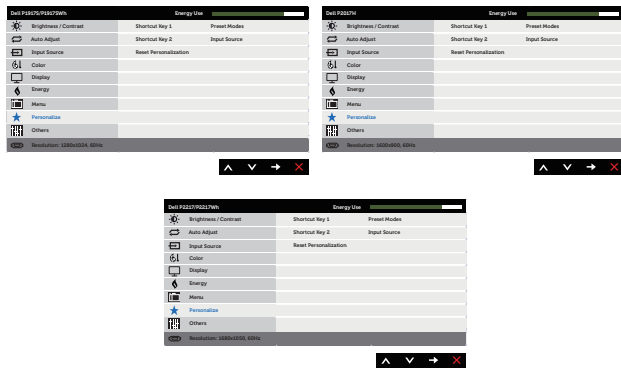 Dell P1917S/P1917SWh Energy Use
Brightness / Contrast Shortcut Key 1 Preset Modes
Auto Adjust Shortcut Key 2 Input Source
Input Source Reset Personalization
Color
Display
Energy
Menu
Personalize
Others
Resolution: 1280x1024, 60Hz
Dell P2017H Energy Use
Brightness / Contrast Shortcut Key 1 Preset Modes
Auto Adjust Shortcut Key 2 Input Source
Input Source Reset Personalization
Color
Display
Energy
Menu
Personalize
Others
Resolution: 1600x900, 60Hz
Dell P2217/P2217Wh Energy Use
Brightness / Contrast Shortcut Key 1 Preset Modes
Auto Adjust Shortcut Key 2 Input Source
Input Source Reset Personalization
Color
Display
Energy
Menu
Personalize
Others
Resolution: 1680x1050, 60Hz